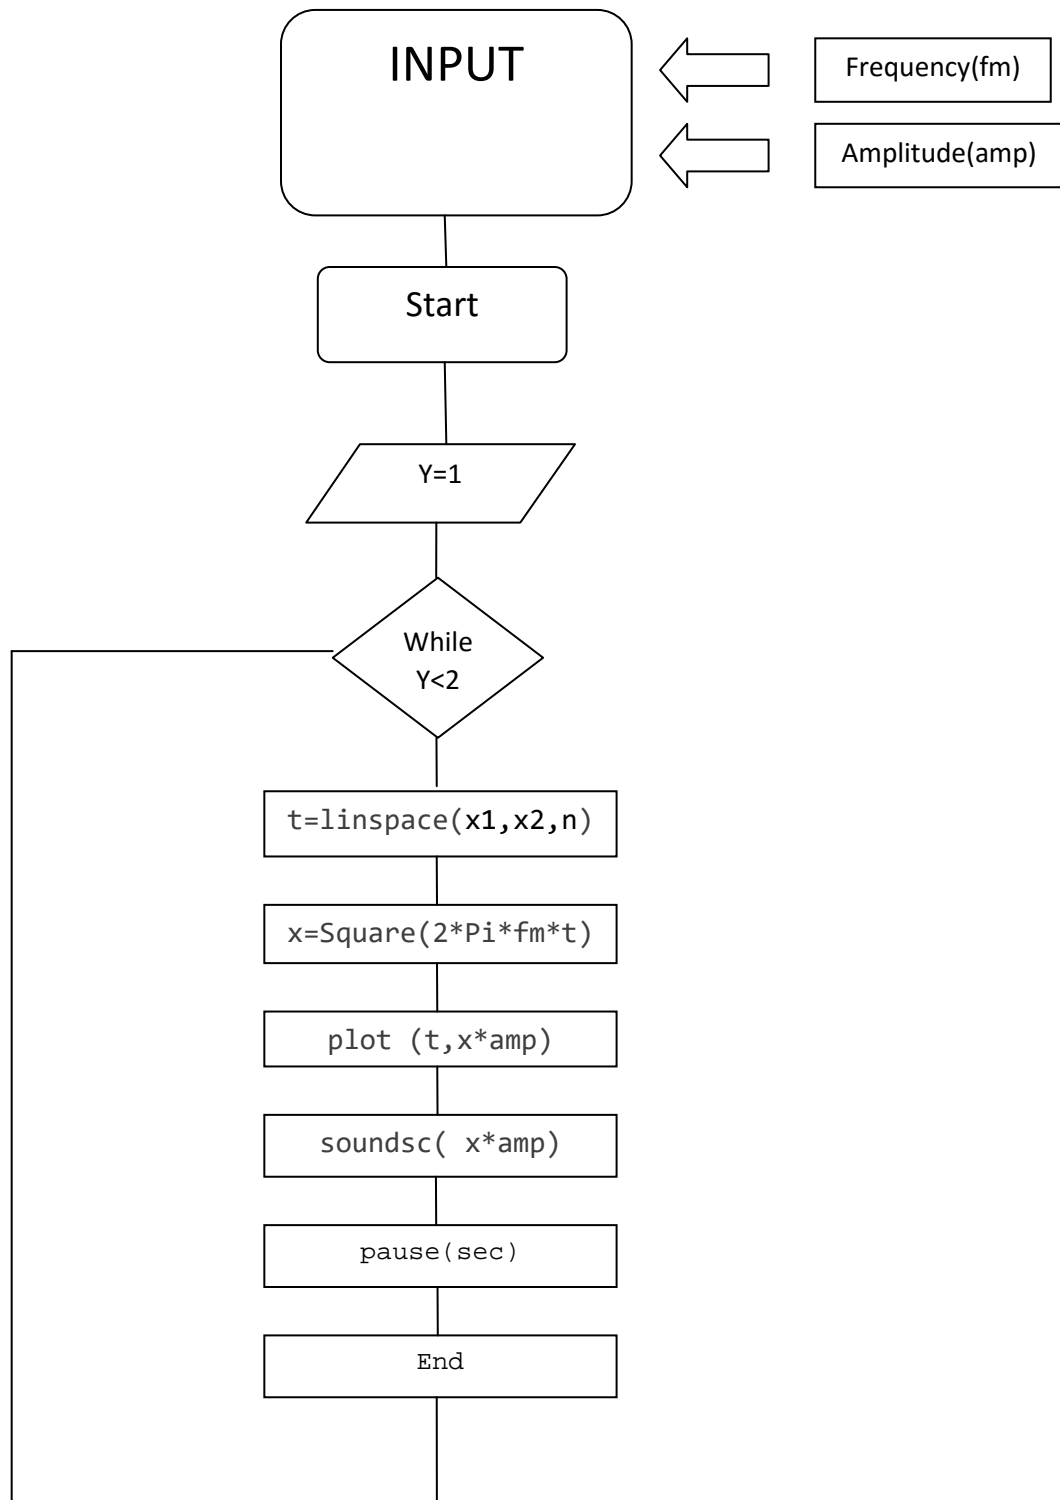 INPUT
Frequency(fm)
Amplitude(amp)
Start
Y=1
While
Y<2
t=linspace(x1,x2,n)
x=Square(2*Pi*fm*t)
plot (t,x*amp)
soundsc( x*amp)
pause(sec)
End